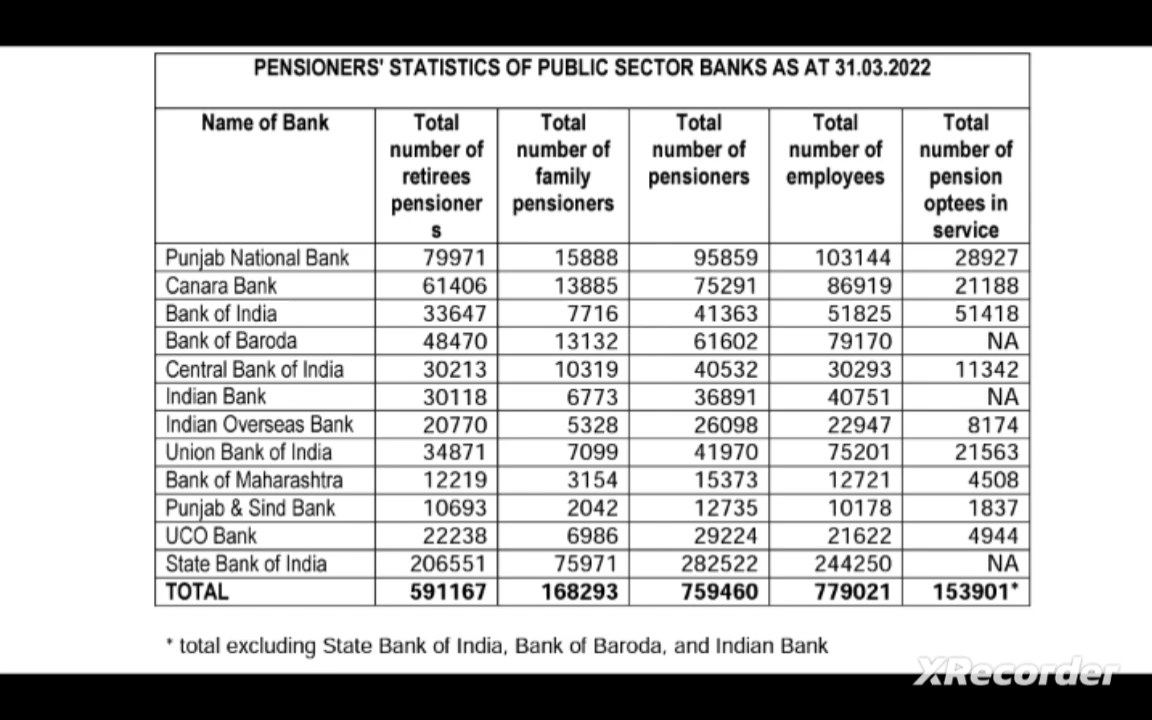 PENSIONERS' STATISTICS OF PUBLIC SECTOR BANKS AS AT 31.03.2022
Name of Bank Total number of retirees pensioner s Total number of family pensioners Total number of pensioners Total number of employees Total number of pension optees in service
Punjab National Bank 79971 15888 95859 103144 28927
Canara Bank 61406 13885 75291 86919 21188
Bank of India 33647 7716 41363 51825 51418
Bank of Baroda 48470 13132 61602 79170 NA
Central Bank of India 30213 10319 40532 30293 11342
Indian Bank 30118 6773 36891 40751 NA
Indian Overseas Bank 20770 5328 26098 22947 8174
Union Bank of India 34871 7099 41970 75201 21563
Bank of Maharashtra 12219 3154 15373 12721 4508
Punjab & Sind Bank 10693 2042 12735 10178 1837
UCO Bank 22238 6986 29224 21622 4944
State Bank of India 206551 75971 282522 244250 NA
TOTAL 591167 168293 759460 779021 153901*
* total excluding State Bank of India, Bank of Baroda, and Indian Bank
XRecorder